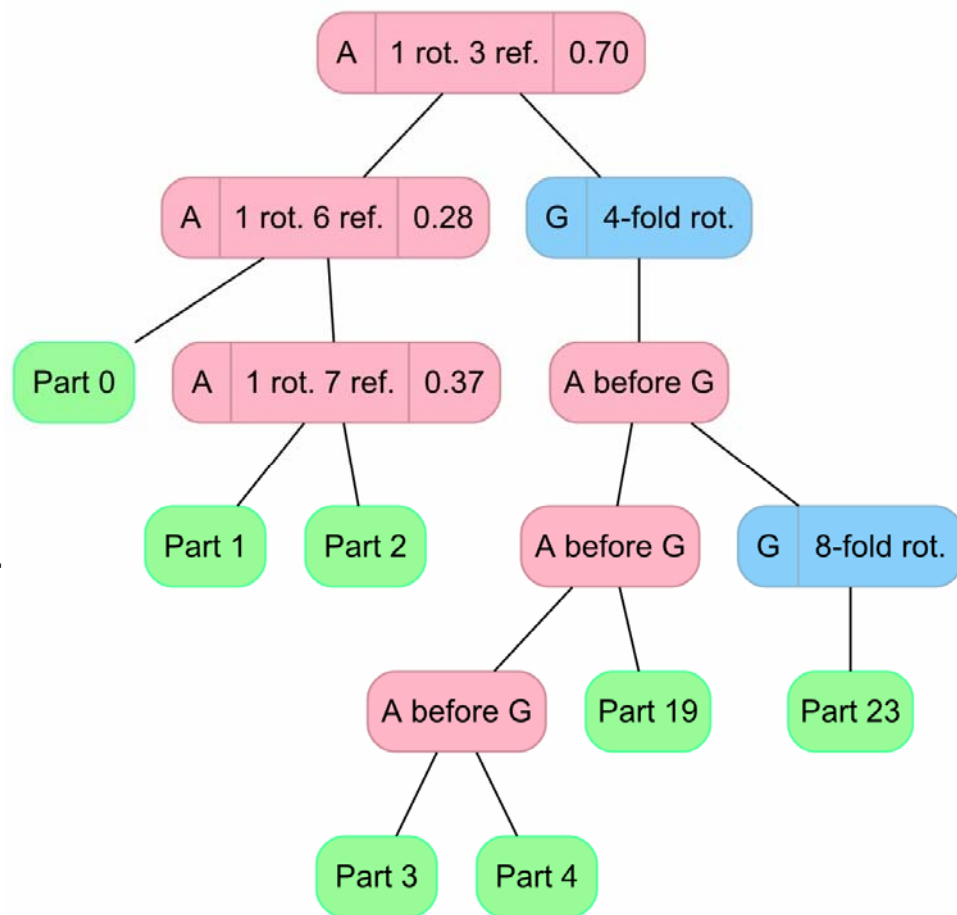 A 1 rot. 3 ref. 0.70
A 1 rot. 6 ref. 0.28
G 4-fold rot.
Part 0
A 1 rot. 7 ref. 0.37
A before G
Part 1
Part 2
A before G
G 8-fold rot.
A before G
Part 19
Part 23
Part 3
Part 4